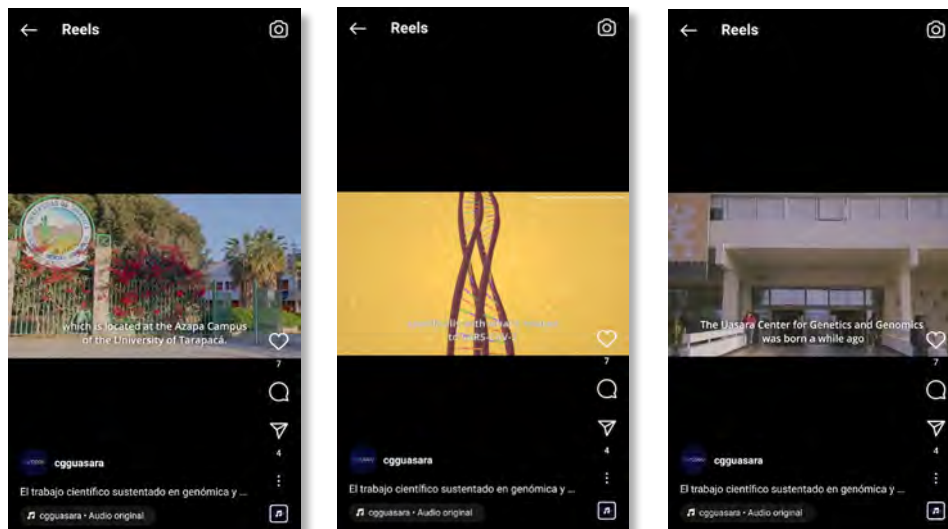 Reels
which is located at the Azapa Campus
of the University of Tarapacá.
7
4
cgguasara
El trabajo científico sustentado en genómica y ...
cgguasara • Audio original
Reels
7
4
cgguasara
El trabajo científico sustentado en genómica y ...
cgguasara • Audio original
Reels
The Uasara Center for Genetics and Genomics
was born a while ago
7
4
cgguasara
El trabajo científico sustentado en genómica y ...
cgguasara • Audio original